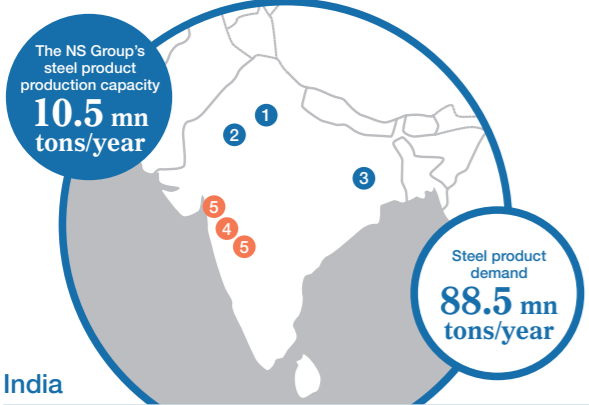 The NS Group's
steel product
production capacity
10.5 mn
tons/year
1
2
3
5
4
5
Steel product
demand
88.5 mn
tons/year
India